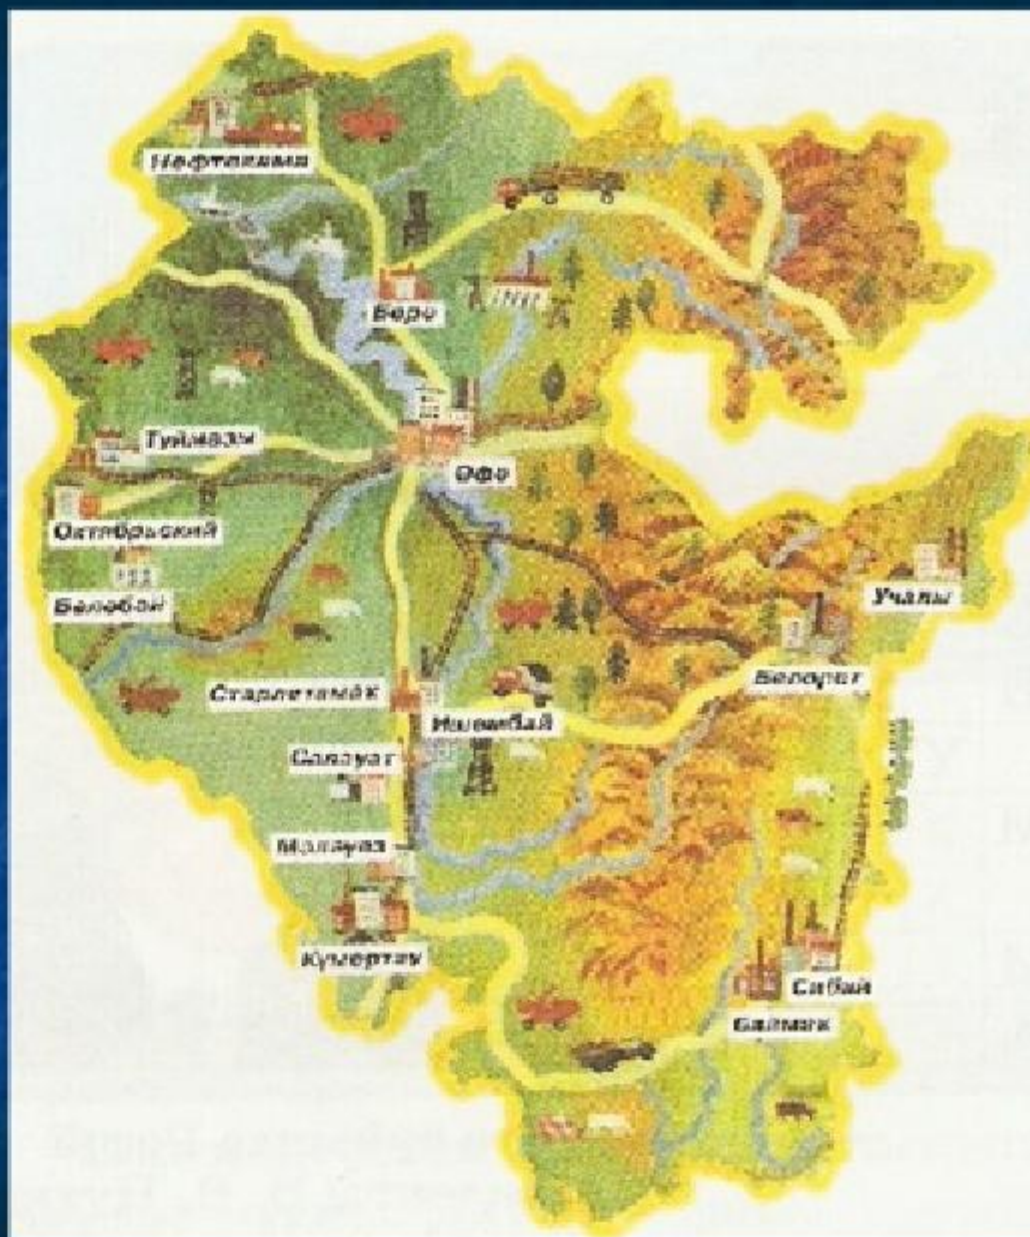 Нефтекама
Бөрө
Туймазы
Өфө
Октябрьский
Бәләбәй
Учалы
Белорет
Стәрлетамаҡ
Ишембай
Салауат
Мәләүез
Күмертау
Сибай
Баймаҡ